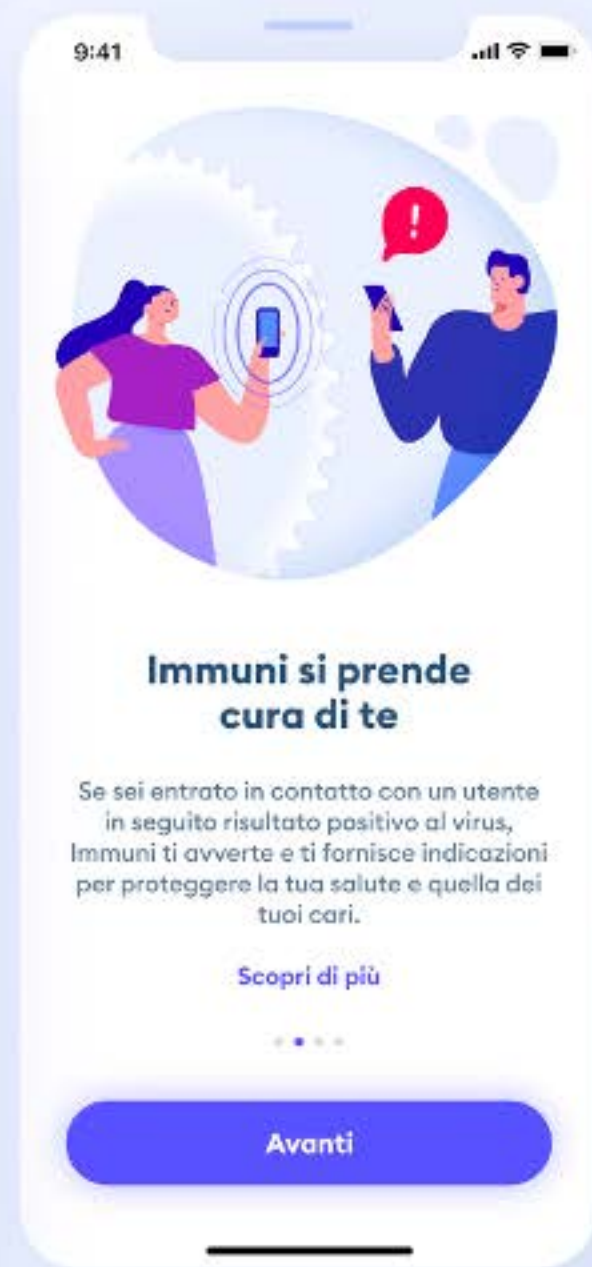 9:41
!
Immuni si prende
cura di te
Se sei entrato in contatto con un utente
in seguito risultato positivo al virus,
Immuni ti avverte e ti fornisce indicazioni
per proteggere la tua salute e quella dei
tuoi cari.
Scopri di più
Avanti